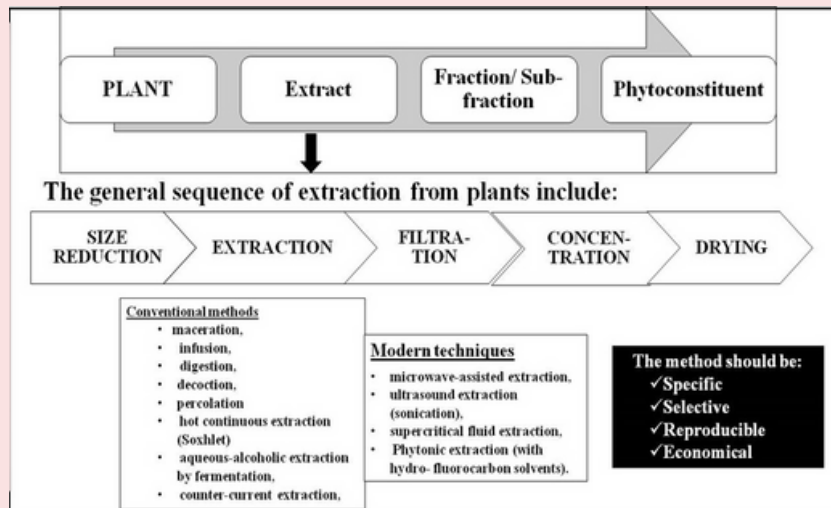 PLANT
Extract
Fraction/ Sub-
fraction
Phytoconstituent
The general sequence of extraction from plants include:
SIZE
REDUCTION
EXTRACTION
FILTRA-
TION
CONCEN-
TRATION
DRYING
Conventional methods
• maceration,
• infusion,
• digestion,
• decoction,
• percolation
• hot continuous extraction
(Soxhlet)
• aqueous-alcoholic extraction
by fermentation,
• counter-current extraction,
Modern techniques
• microwave-assisted extraction,
• ultrasound extraction
(sonication),
• supercritical fluid extraction,
• Phytonic extraction (with
hydro- fluorocarbon solvents).
The method should be:
✓Specific
✓Selective
✓Reproducible
✓Economical